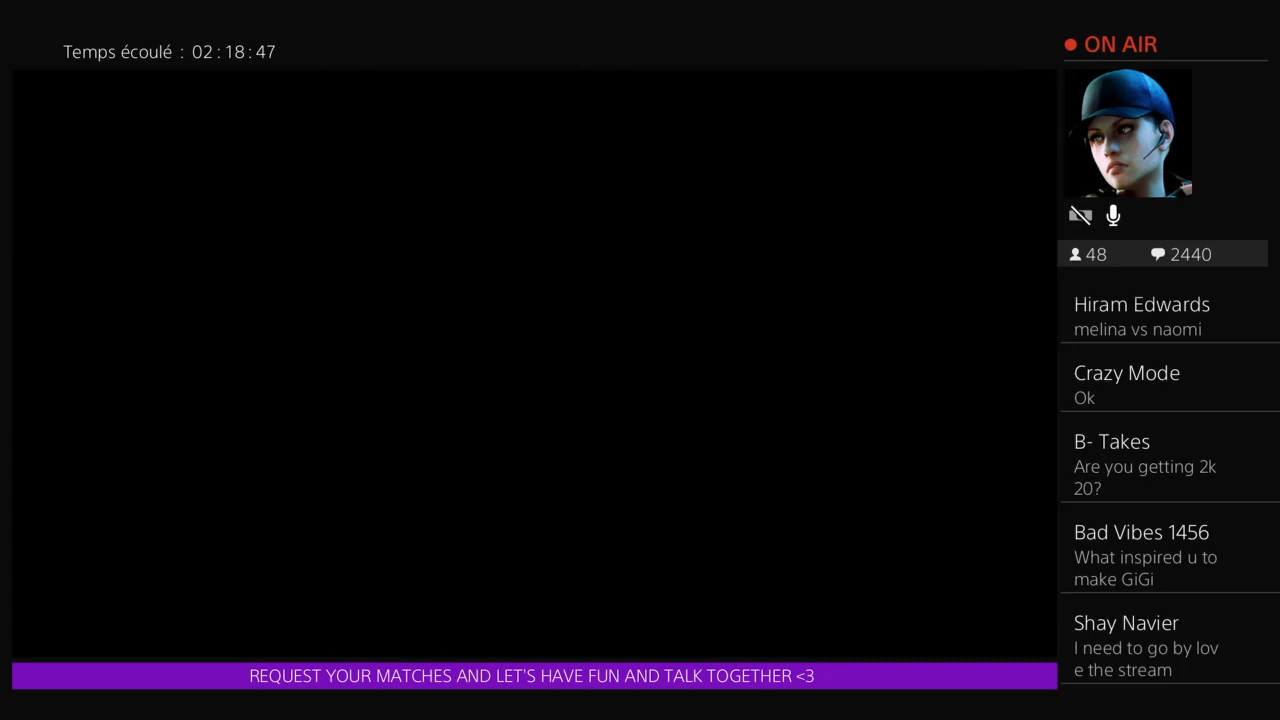 Temps écoulé : 02:18:47
ON AIR
48 2440
Hiram Edwards
melina vs naomi
Crazy Mode
Ok
B- Takes
Are you getting 2k
20?
Bad Vibes 1456
What inspired u to
make GiGi
Shay Navier
I need to go by lov
e the stream
REQUEST YOUR MATCHES AND LET'S HAVE FUN AND TALK TOGETHER <3